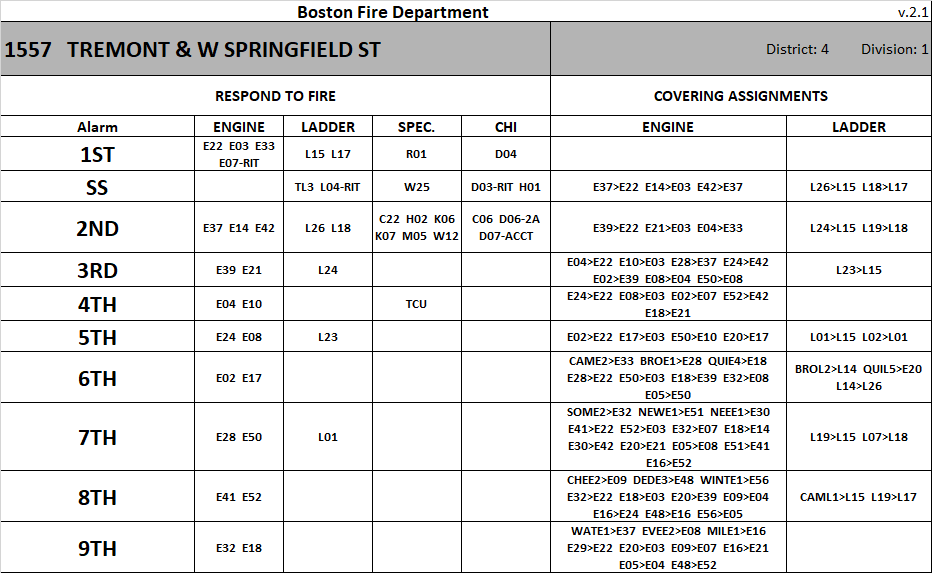 Boston Fire Department v.2.1
1557 TREMONT & W SPRINGFIELD ST District: 4 Division: 1
RESPOND TO FIRE COVERING ASSIGNMENTS
Alarm ENGINE LADDER SPEC. CHI ENGINE LADDER
1ST
E22 E03 E33
E07-RIT
L15 L17
R01
D04
SS
TL3 L04-RIT
W25
D03-RIT H01
E37>E22 E14>E03 E42>E37
L26>L15 L18>L17
2ND
E37 E14 E42
L26 L18
C22 H02 K06
K07 M05 W12
C06 D06-2A
D07-ACCT
E39>E22 E21>E03 E04>E33
L24>L15 L19>L18
3RD
E39 E21
L24
E04>E22 E10>E03 E28>E37 E24>E42
E02>E39 E08>E04 E50>E08
L23>L15
4TH
E04 E10
TCU
E24>E22 E08>E03 E02>E07 E52>E42
E18>E21
5TH
E24 E08
L23
E02>E22 E17>E03 E50>E10 E20>E17
L01>L15 L02>L01
6TH
E02 E17
CAME2>E33 BROE1>E28 QUIE4>E18
E28>E22 E50>E03 E18>E39 E32>E08
E05>E50
BROL2>L14 QUIL5>E20
L14>L26
7TH
E28 E50
L01
SOME2>E32 NEWE1>E51 NEEE1>E30
E41>E22 E52>E03 E32>E07 E18>E14
E30>E42 E20>E21 E05>E08 E51>E41
E16>E52
L19>L15 L07>L18
8TH
E41 E52
CHEE2>E09 DEDE3>E48 WINTE1>E56
E32>E22 E18>E03 E20>E39 E09>E04
E16>E24 E48>E16 E56>E05
CAML1>L15 L19>L17
9TH
E32 E18
WATE1>E37 EVEE2>E08 MILE1>E16
E29>E22 E20>E03 E09>E07 E16>E21
E05>E04 E48>E52